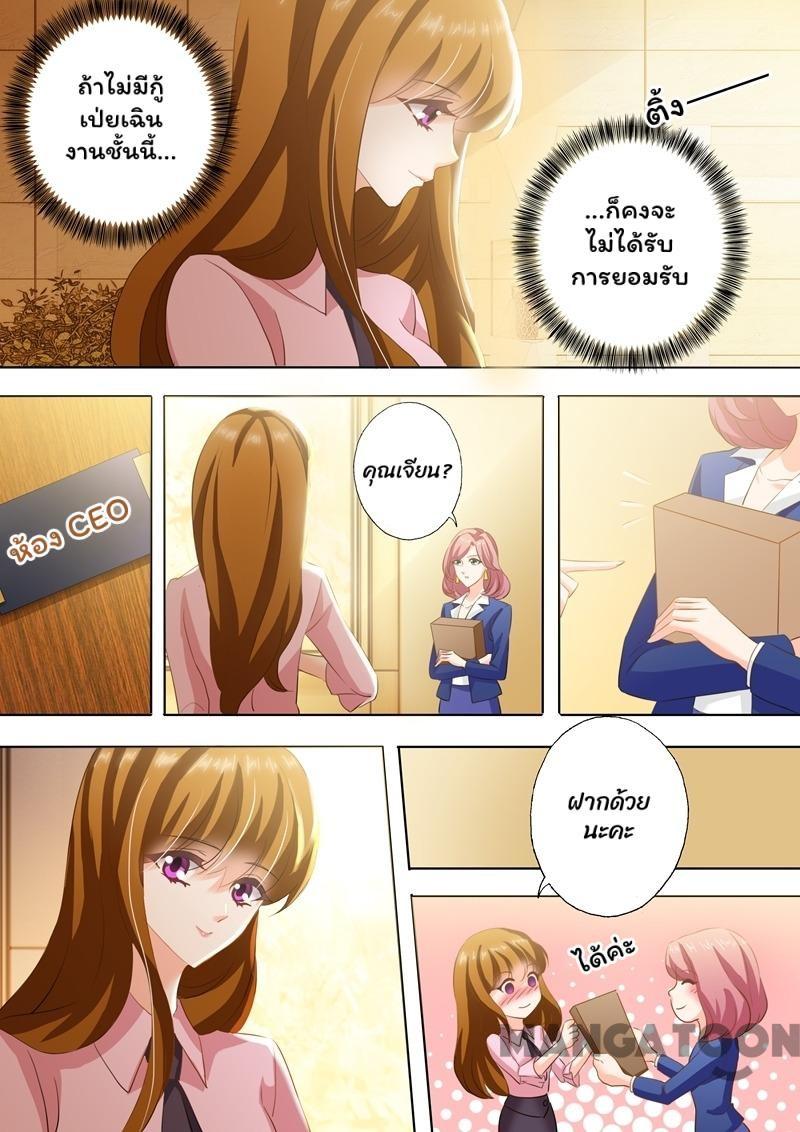 ถ้าไม่มีกู้
เป่ยเฉิน
งานชั้นนี้...
ติ้ง
...ก็คงจะ
ไม่ได้รับ
การยอมรับ
ห้อง CEO
คุณเจียน?
ฝากด้วย
นะคะ
ได้ค่ะ
MANGATOON